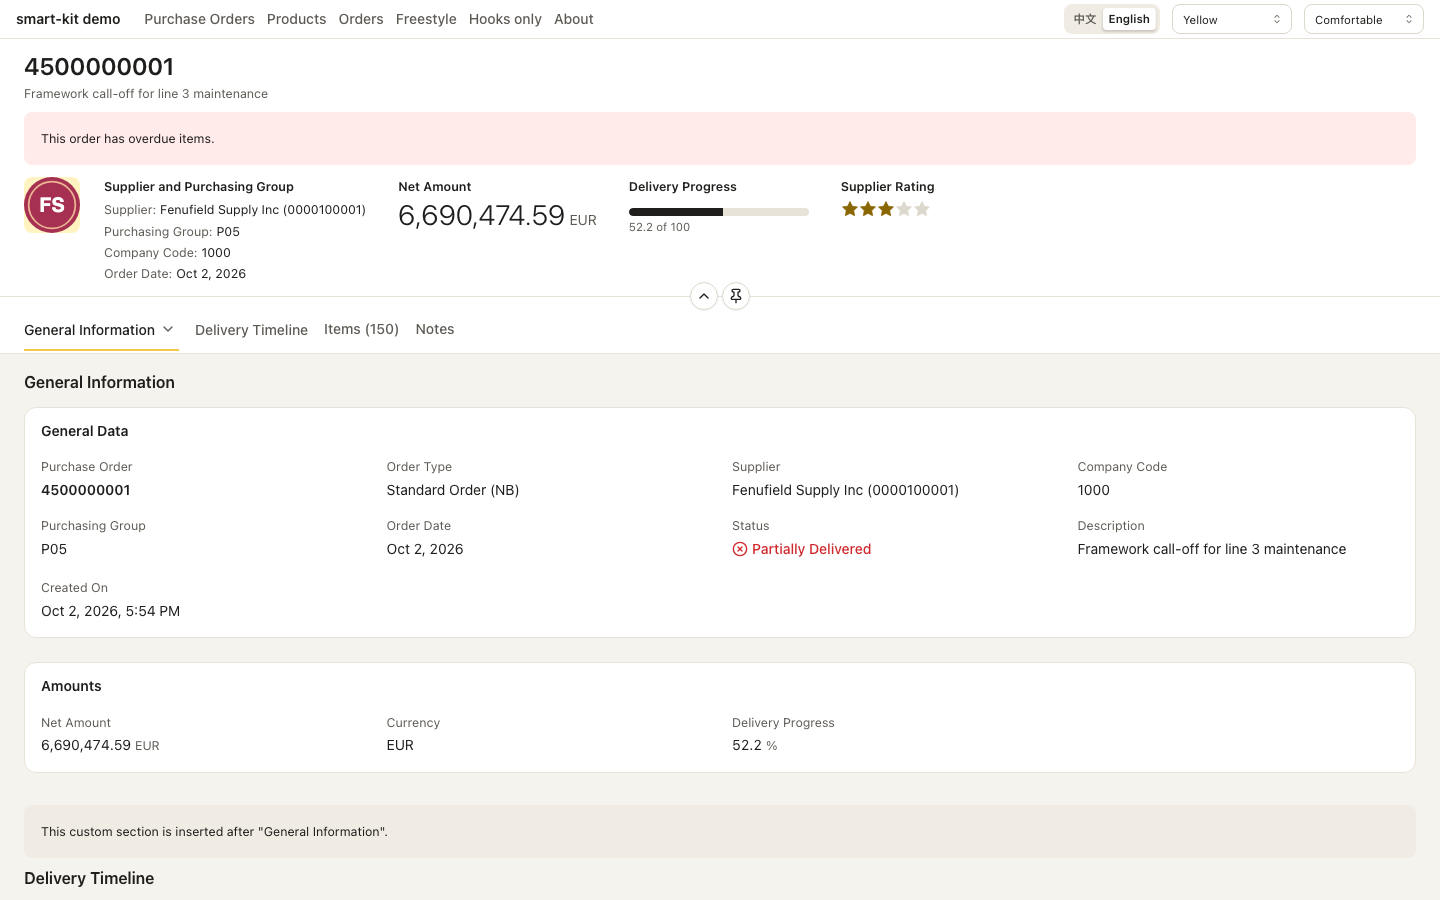 smart-kit demo Purchase Orders Products Orders Freestyle Hooks only About 中文 English Yellow Comfortable
4500000001
Framework call-off for line 3 maintenance
This order has overdue items.
FS
Supplier and Purchasing Group
Supplier: Fenufield Supply Inc (0000100001)
Purchasing Group: P05
Company Code: 1000
Order Date: Oct 2, 2026
Net Amount
6,690,474.59 EUR
Delivery Progress
52.2 of 100
Supplier Rating
General Information Delivery Timeline Items (150) Notes
General Information
General Data
Purchase Order Order Type Supplier Company Code
4500000001 Standard Order (NB) Fenufield Supply Inc (0000100001) 1000
Purchasing Group Order Date Status Description
P05 Oct 2, 2026 Partially Delivered Framework call-off for line 3 maintenance
Created On
Oct 2, 2026, 5:54 PM
Amounts
Net Amount Currency Delivery Progress
6,690,474.59 EUR EUR 52.2 %
This custom section is inserted after "General Information".
Delivery Timeline